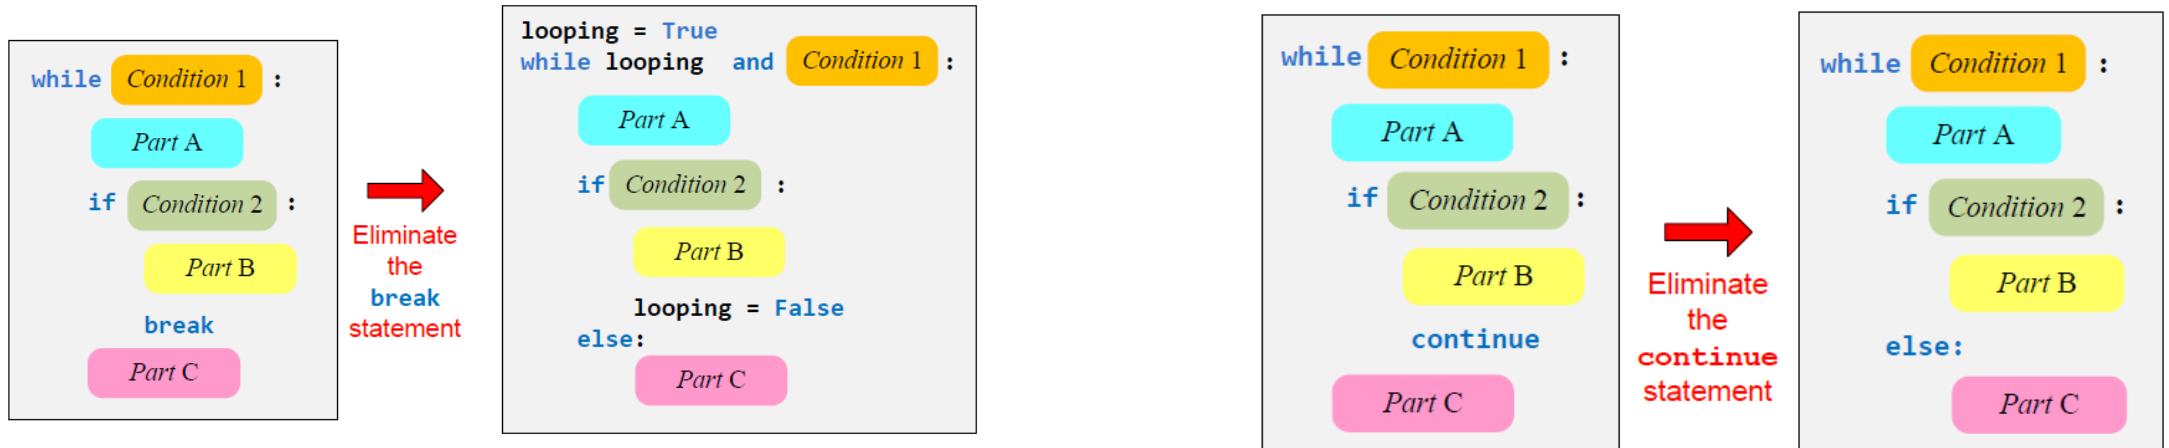 while Condition 1 :
Part A
if Condition 2 :
Part B
break
Part C
Eliminate
the
break
statement
looping = True
while looping and Condition 1 :
Part A
if Condition 2 :
Part B
looping = False
else:
Part C
while Condition 1 :
Part A
if Condition 2 :
Part B
continue
Part C
Eliminate
the
continue
statement
while Condition 1 :
Part A
if Condition 2 :
Part B
else:
Part C